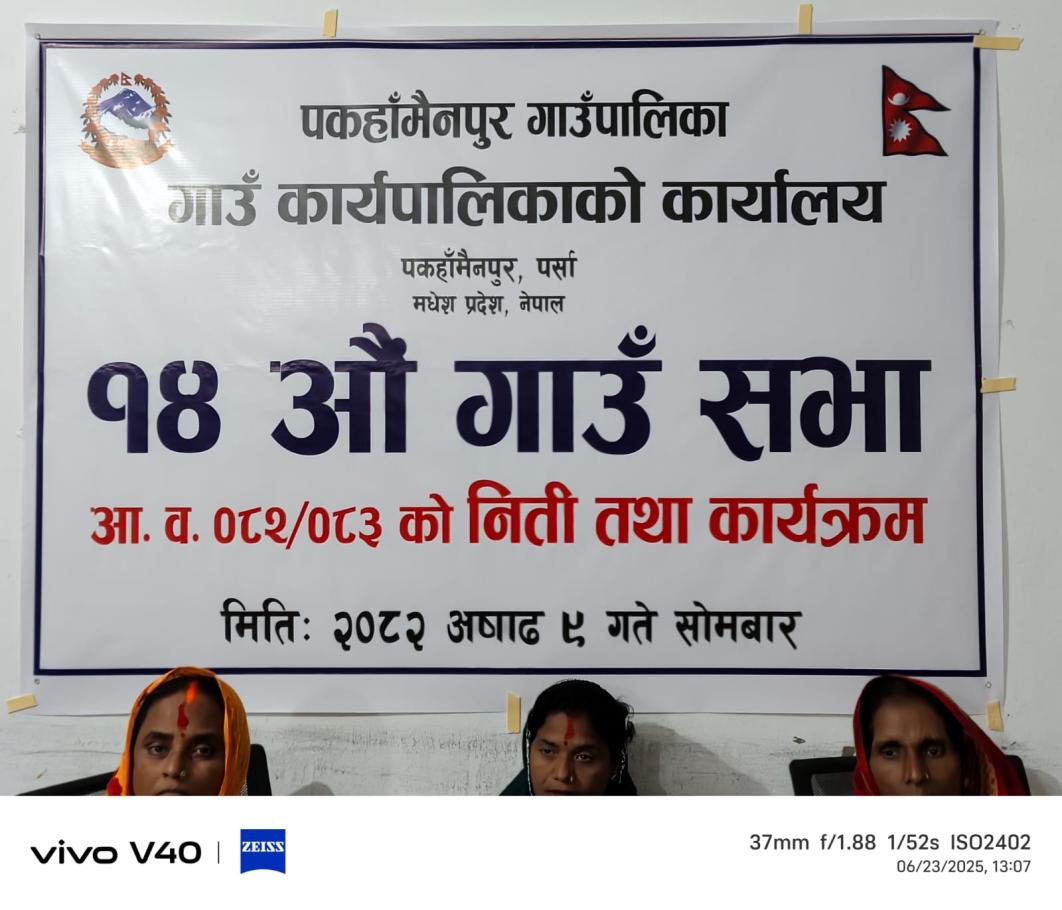 पकहाँमैनपुर गाउँपालिका
गाउँ कार्यपालिकाको कार्यालय
पकहाँमैनपुर, पर्सा
मधेश प्रदेश, नेपाल
१४ औं गाउँ सभा
आ. व. ०८२/०८३ को निती तथा कार्यक्रम
मितिः २०८२ अषाढ ९ गते सोमबार
vivo V40 | ZEISS
37mm f/1.88 1/52s ISO2402
06/23/2025, 13:07